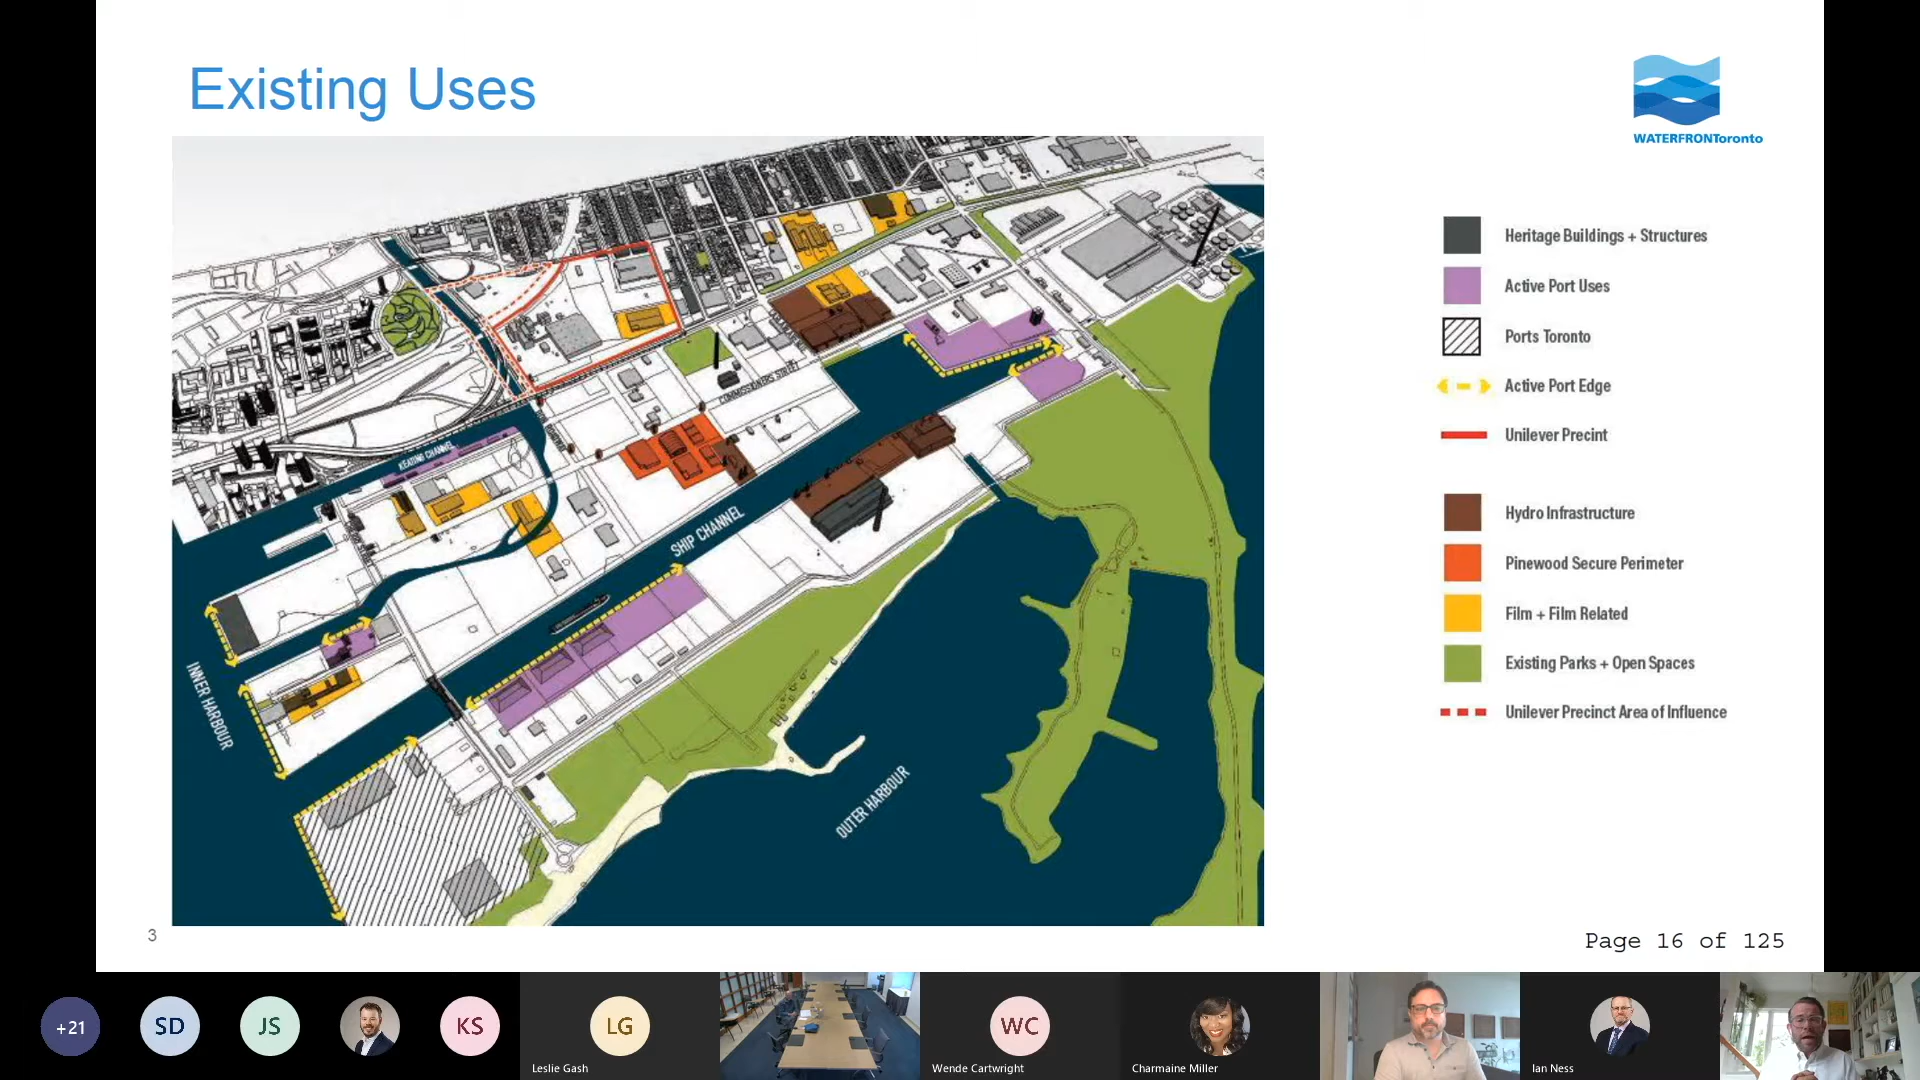 Existing Uses
WATERFRONToronto
Heritage Buildings + Structures
Active Port Uses
Ports Toronto
Active Port Edge
Unilever Precint
Hydro Infrastructure
Pinewood Secure Perimeter
Film + Film Related
Existing Parks + Open Spaces
Unilever Precinct Area of Influence
COMMISSIONERS STREET
KEATING CHANNEL
SHIP CHANNEL
INNER HARBOUR
OUTER HARBOUR
3
Page 16 of 125
+21
SD
JS
KS
LG
WC
Leslie Gash
Wende Cartwright
Charmaine Miller
Ian Ness